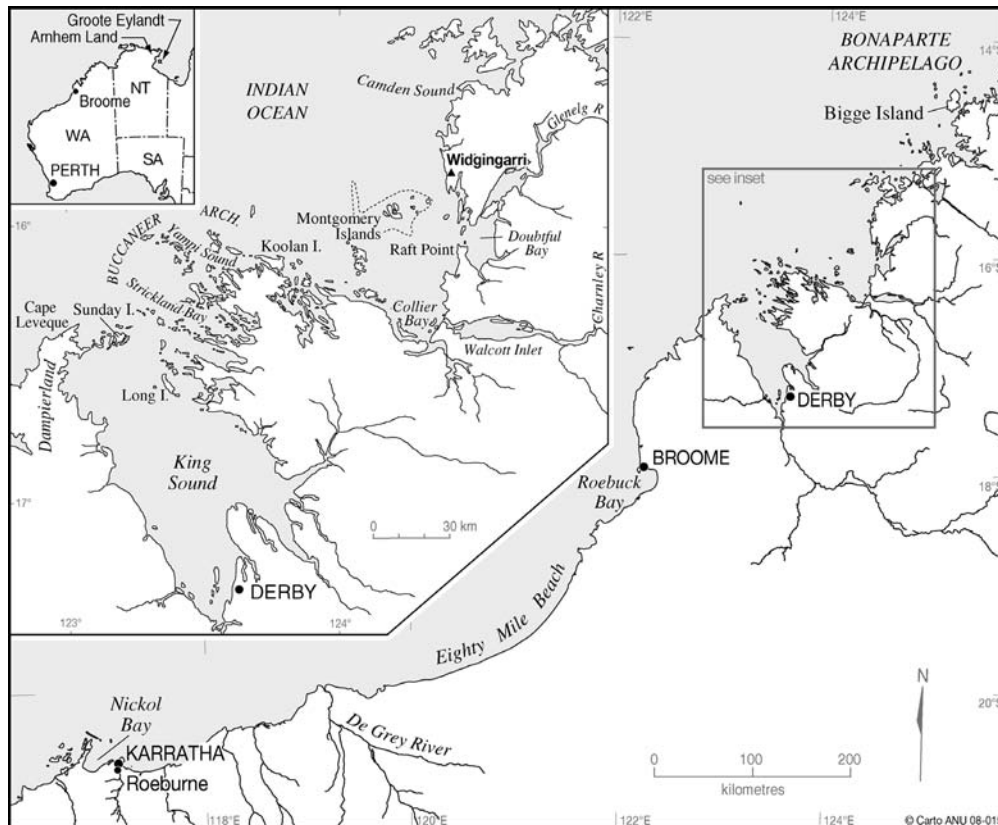 Groote Eylandt
Arnhem Land
Broome
NT
WA
SA
PERTH
INDIAN
OCEAN
Camden Sound
Glenelg R
Widgingarri
Montgomery
Islands
Raft Point
Doubtful
Bay
16°
BUCCANEER
ARCH.
Yampi Sound
Koolan I.
Strickland Bay
Cape
Leveque
Sunday I.
Collier
Bay
Charnley R
Walcott Inlet
Dampierland
Long I.
King
Sound
17°
0 30 km
DERBY
123°
124°
122°E
124°E
14°S
BONAPARTE
ARCHIPELAGO
Bigge Island
see inset
16°S
DERBY
BROOME
Roebuck
Bay
18°S
Eighty Mile Beach
N
20°S
Nickol
Bay
De Grey River
KARRATHA
Roeburne
0 100 200
kilometres
118°E
120°E
122°E
124°E